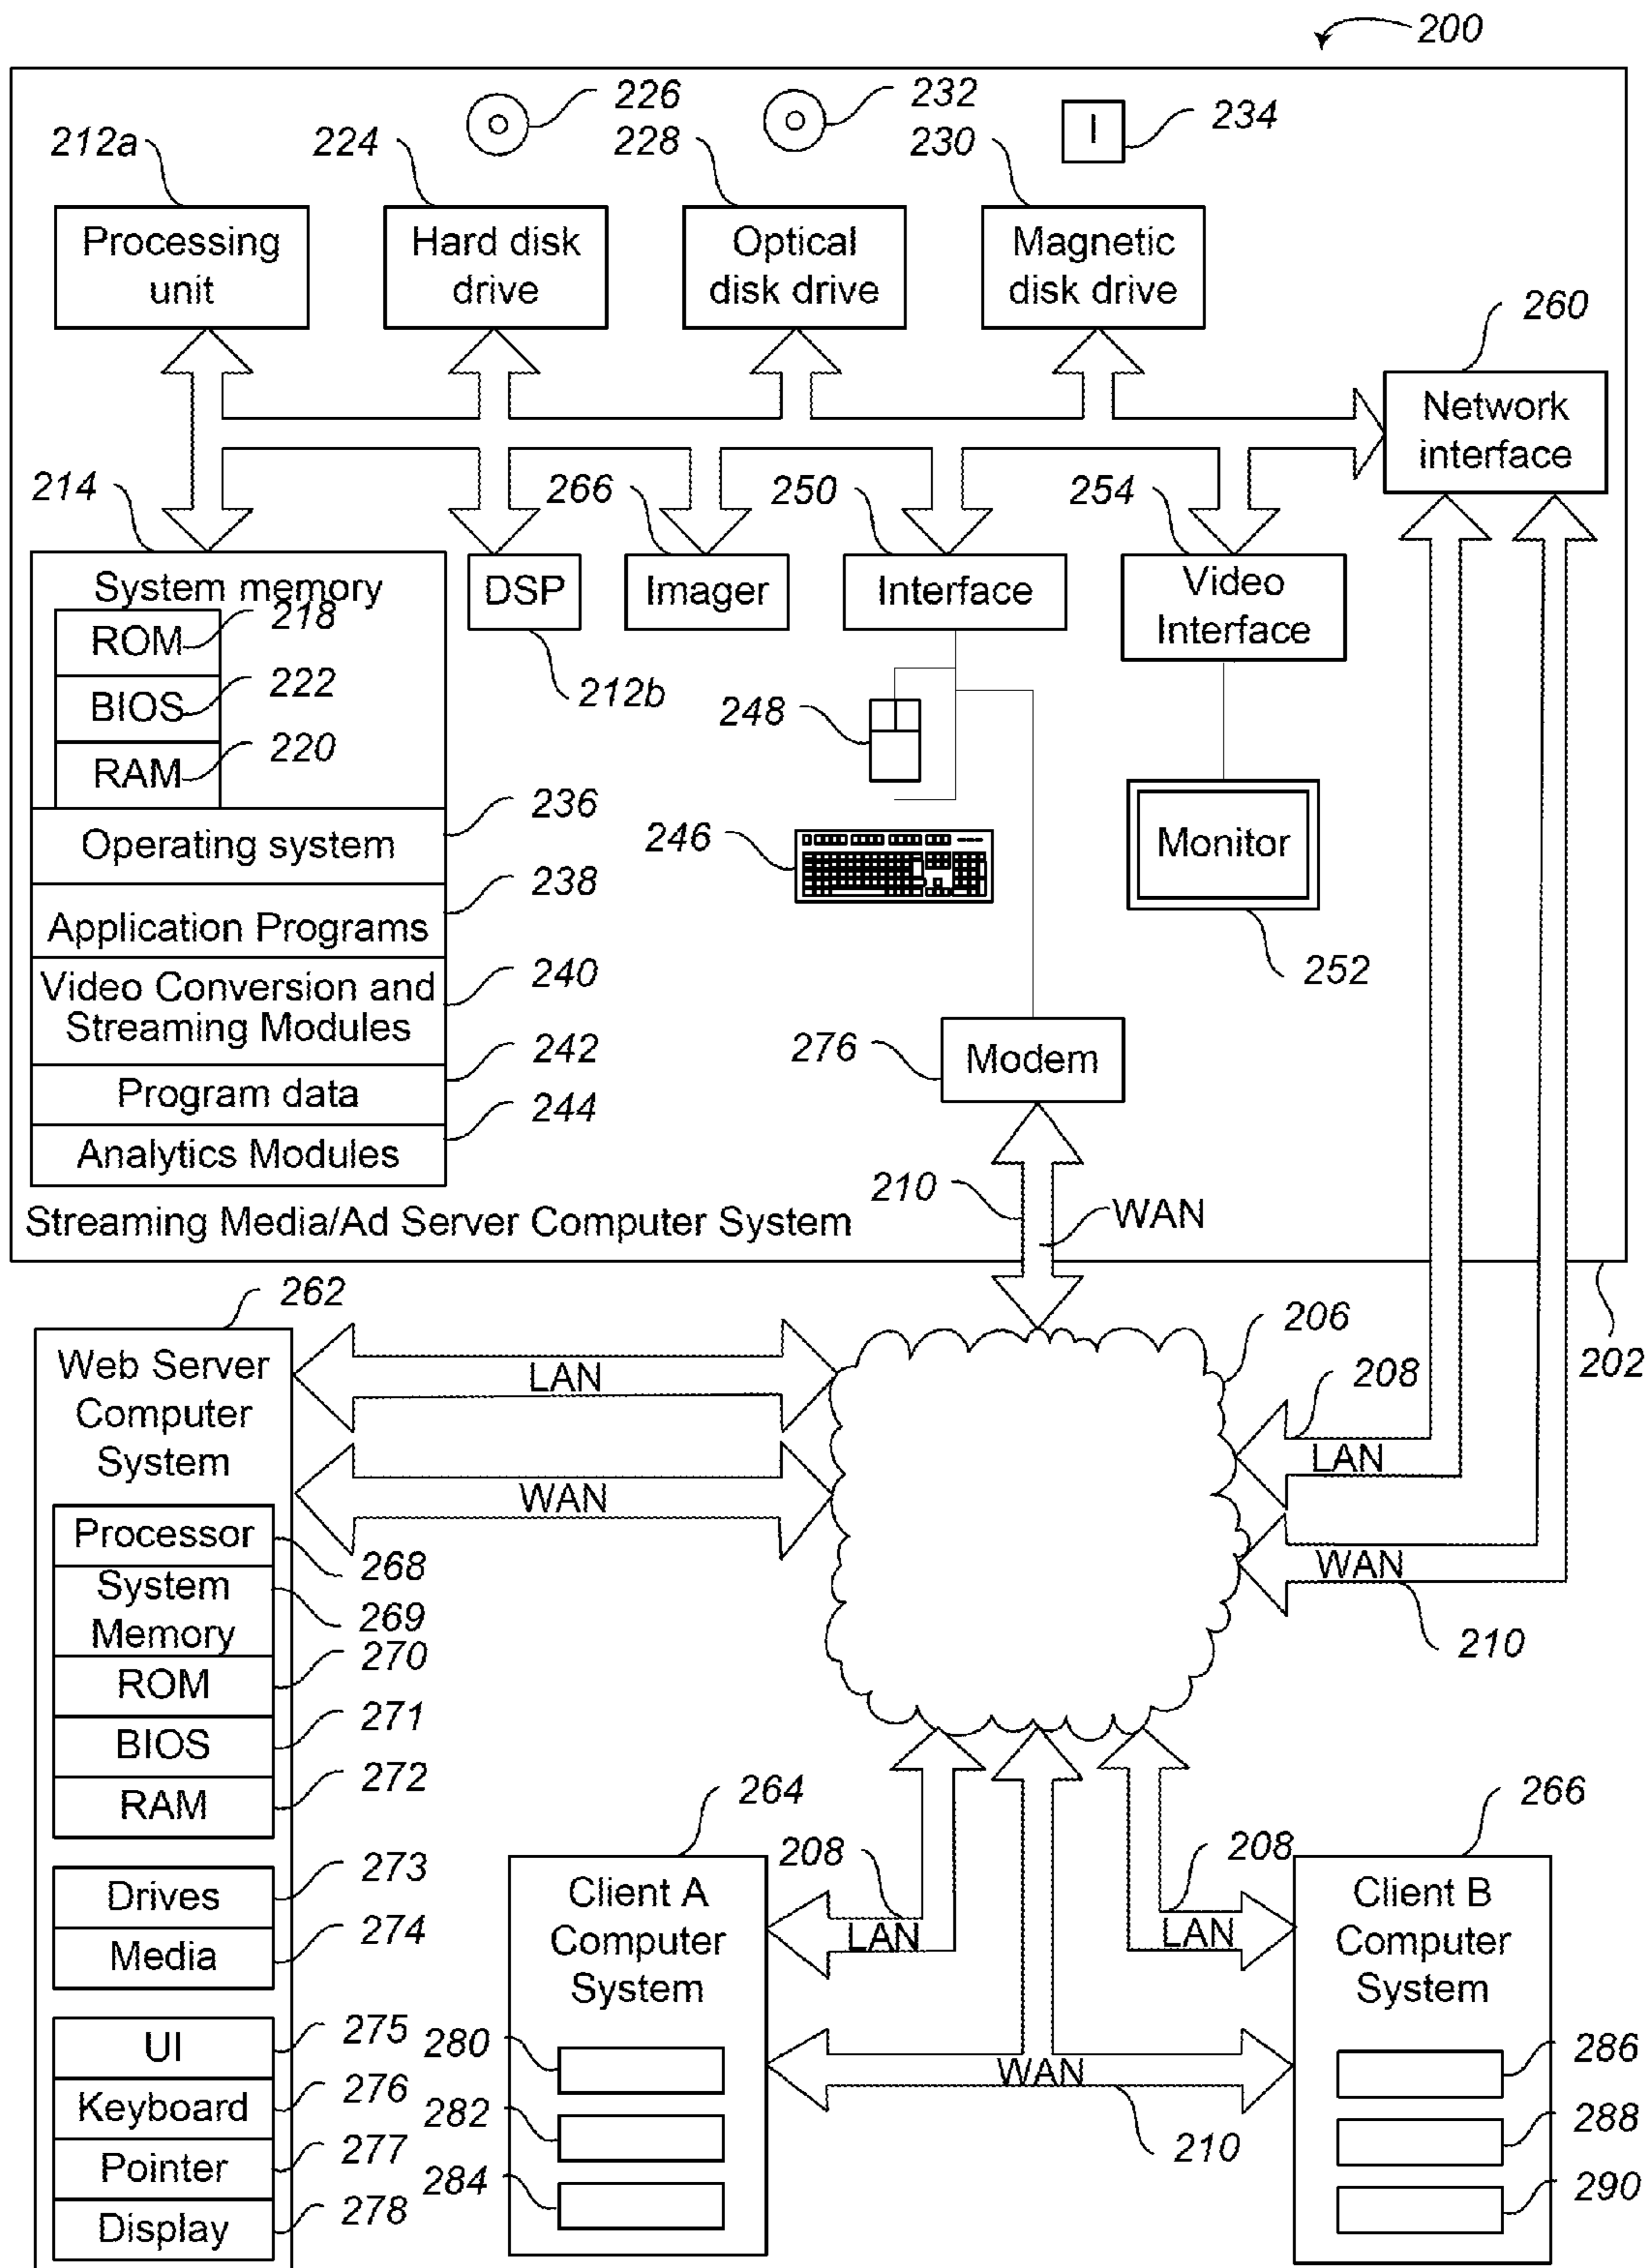 200
226
232
234
212a
224
228
230
Processing
unit
Hard disk
drive
Optical
disk drive
Magnetic
disk drive
260
Network
interface
214
266
250
254
System memory
218
ROM
222
BIOS
220
RAM
236
Operating system
238
Application Programs
240
Video Conversion and
Streaming Modules
242
Program data
244
Analytics Modules
DSP
212b
Imager
Interface
Video
Interface
248
246
Monitor
252
276
Modem
210
WAN
Streaming Media/Ad Server Computer System
202
262
Web Server
Computer
System
LAN
WAN
206
208
LAN
WAN
210
Processor
268
System
Memory
269
ROM
270
BIOS
271
RAM
272
Drives
273
Media
274
UI
275
Keyboard
276
Pointer
277
Display
278
264
Client A
Computer
System
280
282
284
208
LAN
208
LAN
WAN
210
266
Client B
Computer
System
286
288
290